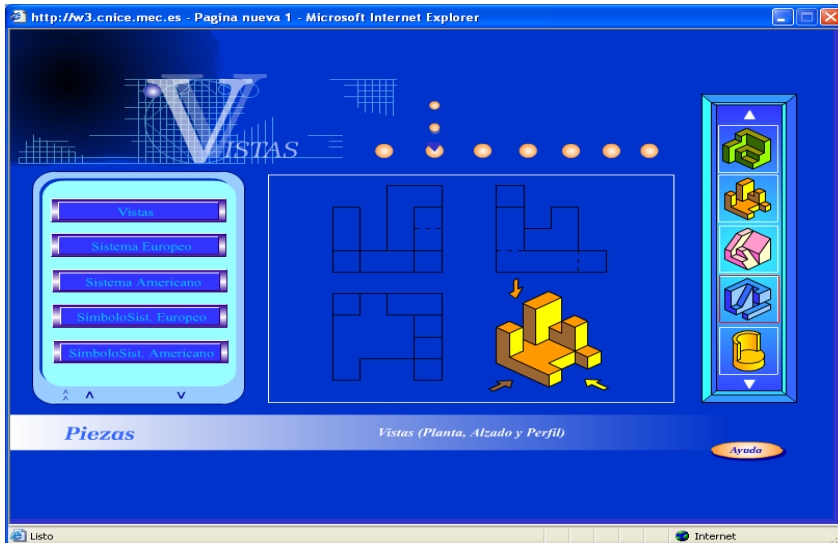 http://w3.cnice.mec.es - Pagina nueva 1 - Microsoft Internet Explorer
VISTAS
Vistas
Sistema Europeo
Sistema Americano
SímboloSist. Europeo
SímboloSist. Americano
Piezas
Vistas (Planta, Alzado y Perfil)
Ayuda
Listo
Internet